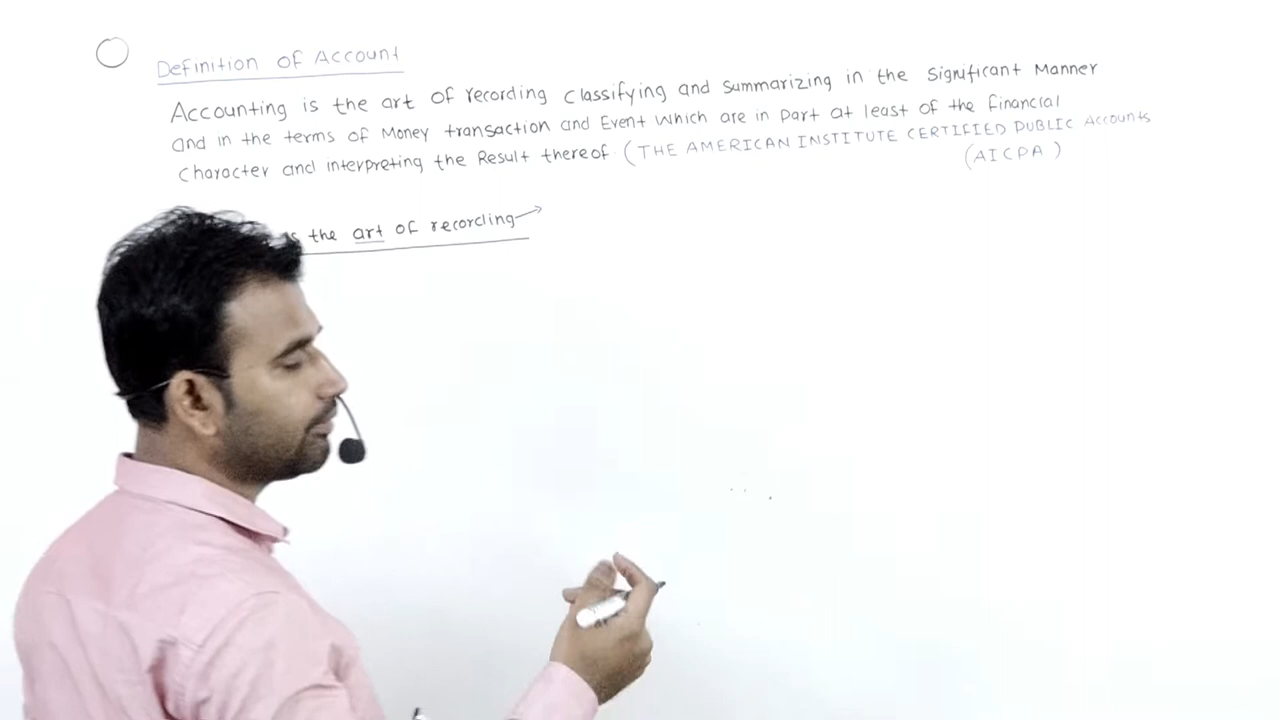 Definition of Account
Accounting is the art of recording classifying and summarizing in the significant Manner
and in the terms of Money transaction and Event which are in Part at least of the financial
character and interpreting the Result thereof (THE AMERICAN INSTITUTE CERTIFIED PUBLIC Accounts
(AICPA)
the art of recording